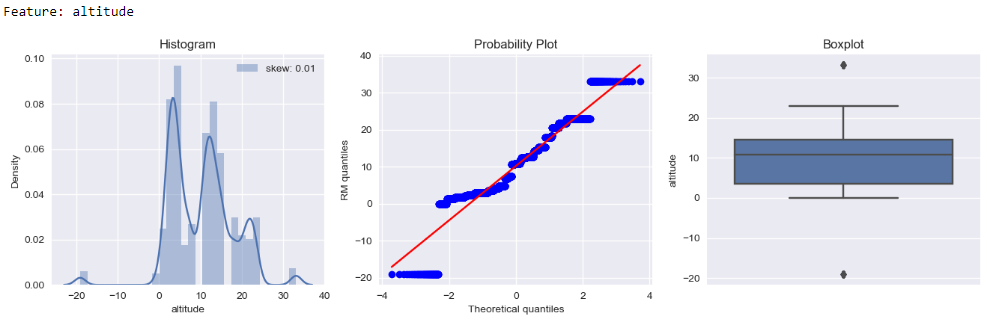 Feature: altitude
Histogram
skew: 0.01
0.10
0.08
0.06
0.04
0.02
0.00
Density
−20 −10 0 10 20 30 40
altitude
Probability Plot
40
30
20
10
0
−10
−20
RM quantiles
−4 −2 0 2 4
Theoretical quantiles
Boxplot
30
20
10
0
−10
−20
altitude